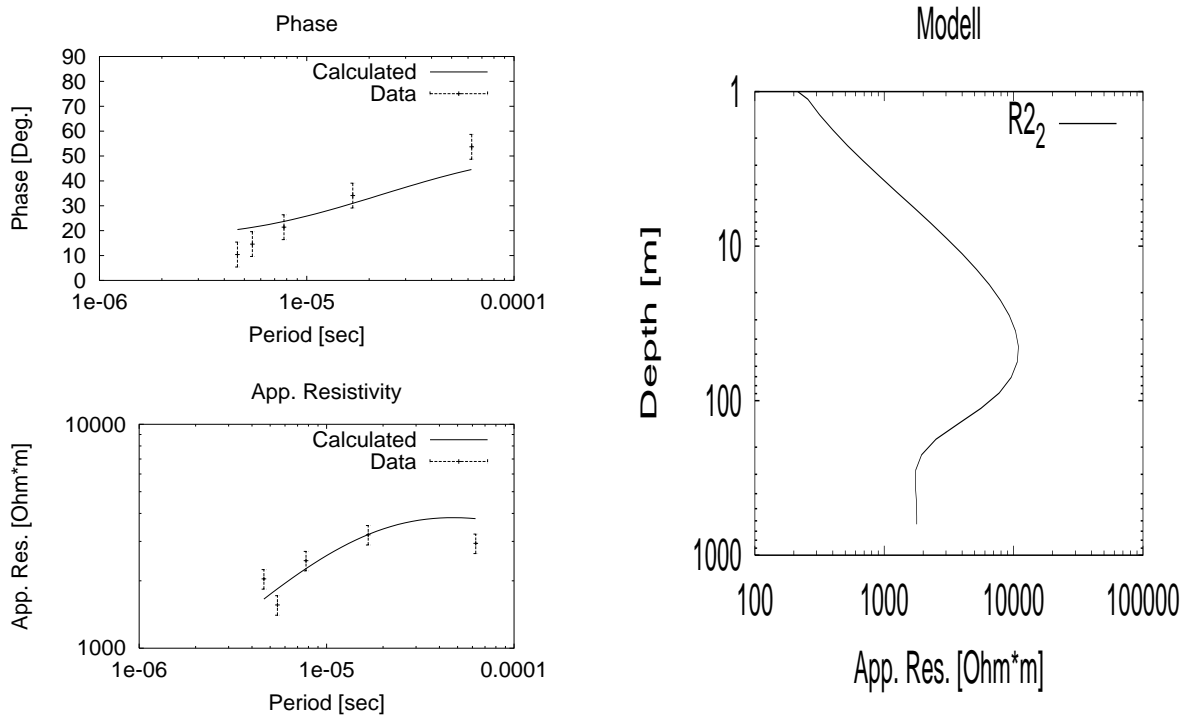 Phase
90
80
70
60
50
40
30
20
10
0
Phase [Deg.]
Calculated
Data
1e-06
1e-05
0.0001
Period [sec]
App. Resistivity
10000
1000
App. Res. [Ohm*m]
Calculated
Data
1e-06
1e-05
0.0001
Period [sec]
Modell
R2₂
1
10
100
1000
Depth [m]
100
1000
10000
100000
App. Res. [Ohm*m]